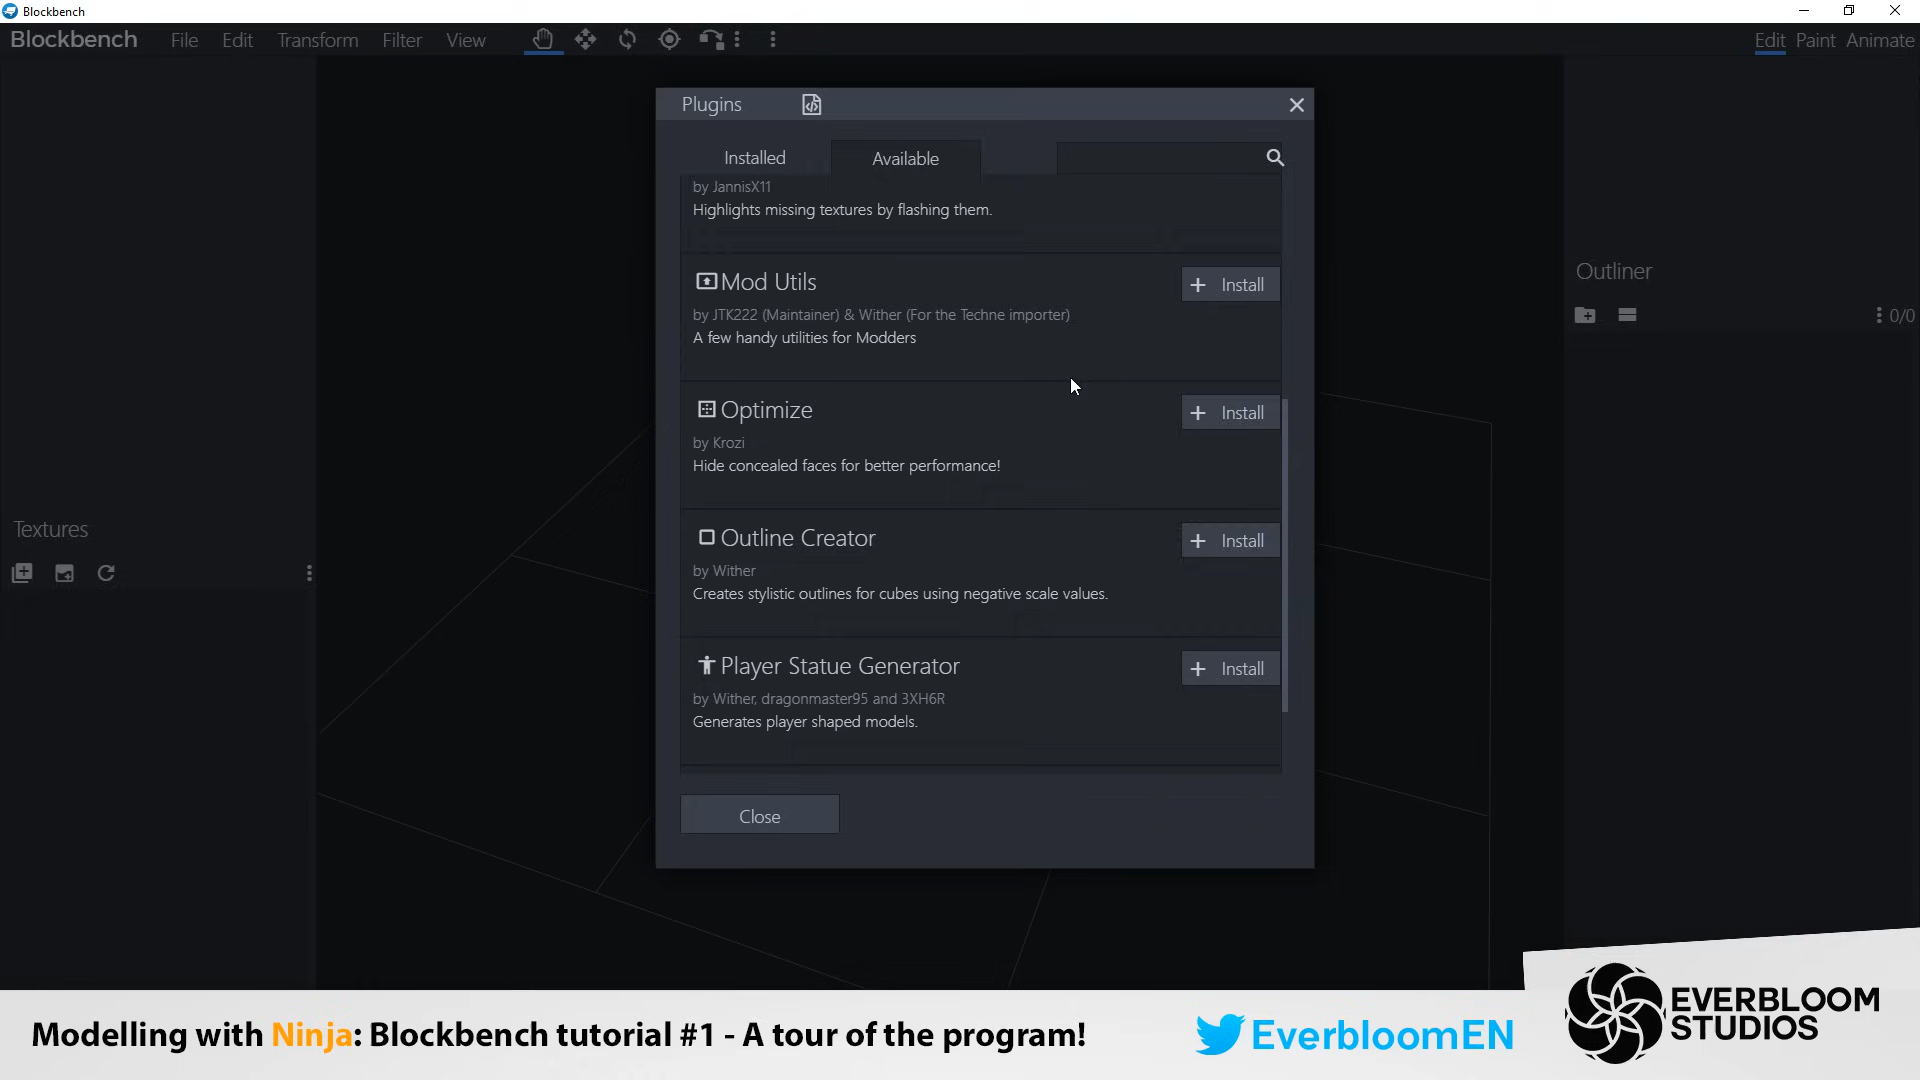 Blockbench
Blockbench File Edit Transform Filter View Edit Paint Animate
Plugins
Installed Available
by JannisX11
Highlights missing textures by flashing them.
Mod Utils Install
by JTK222 (Maintainer) & Wither (For the Techne importer)
A few handy utilities for Modders
Optimize Install
by Krozi
Hide concealed faces for better performance!
Outline Creator Install
by Wither
Creates stylistic outlines for cubes using negative scale values.
Player Statue Generator Install
by Wither, dragonmaster95 and 3XH6R
Generates player shaped models.
Close
Textures
Outliner
0/0
Modelling with Ninja: Blockbench tutorial #1 - A tour of the program!
EverbloomEN
EVERBLOOM
STUDIOS